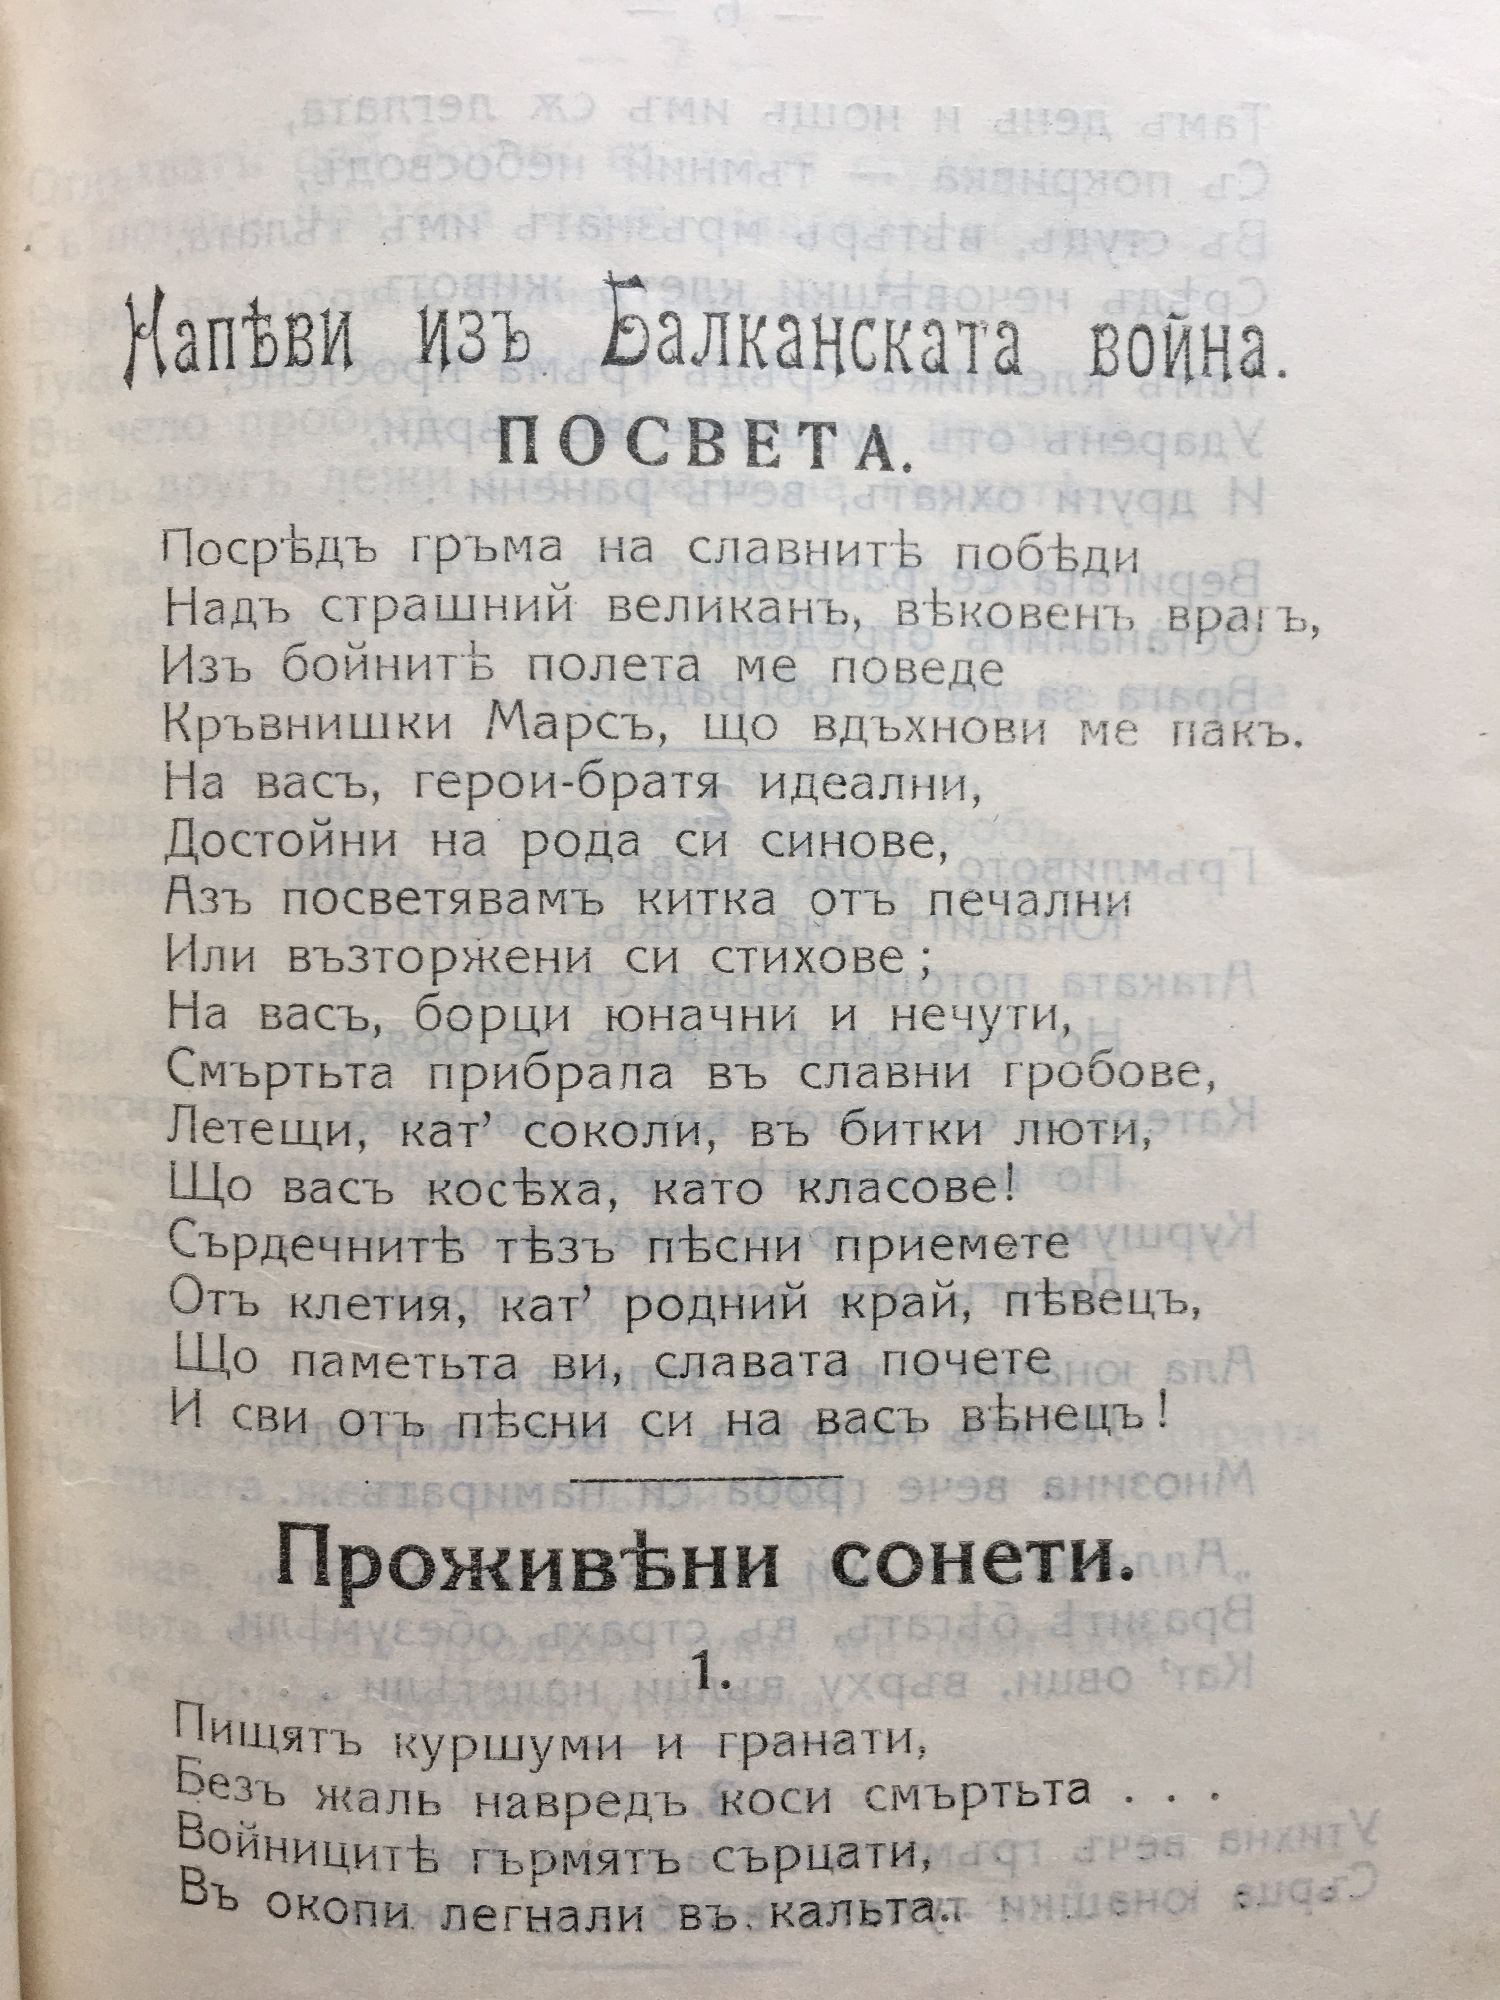 Напѣви изъ Балканската война.
ПОСВЕТА.
Посрѣдъ гръма на славнитѣ побѣди
Надъ страшний великанъ, вѣковенъ врагъ,
Изъ бойнитѣ полета ме поведе
Кръвнишки Марсъ, що вдъхнови ме пакъ.
На васъ, герои-братя идеални,
Достойни на рода си синове,
Азъ посветявамъ китка отъ печални
Или възторжени си стихове;
На васъ, борци юначни и нечути,
Смъртьта прибрала въ славни гробове,
Летещи, кат’ соколи, въ битки люти,
Що васъ косѣха, като класове!
Сърдечнитѣ тѣзъ пѣсни приемете
Отъ клетия, кат’ родний край, пѣвецъ,
Що паметьта ви, славата почете
И сви отъ пѣсни си на васъ вѣнецъ!
Проживѣни сонети.
1.
Пищятъ куршуми и гранати,
Безъ жаль навредъ коси смъртьта . . .
Войницитѣ гърмятъ сърцати,
Въ окопи легнали въ кальта..